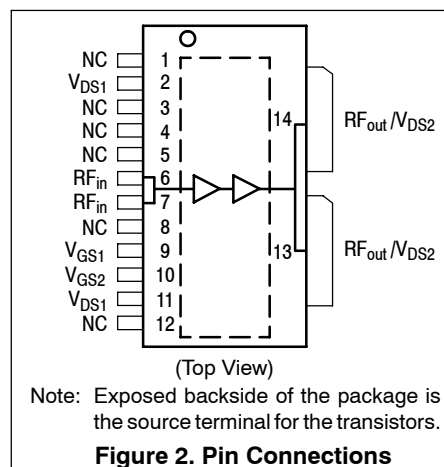 NC 1
VDS1 2
NC 3
NC 4
NC 5
RFin 6
RFin 7
NC 8
VGS1 9
VGS2 10
VDS1 11
NC 12
14 RFout/VDS2
13 RFout/VDS2
(Top View)
Note: Exposed backside of the package is
the source terminal for the transistors.
Figure 2. Pin Connections